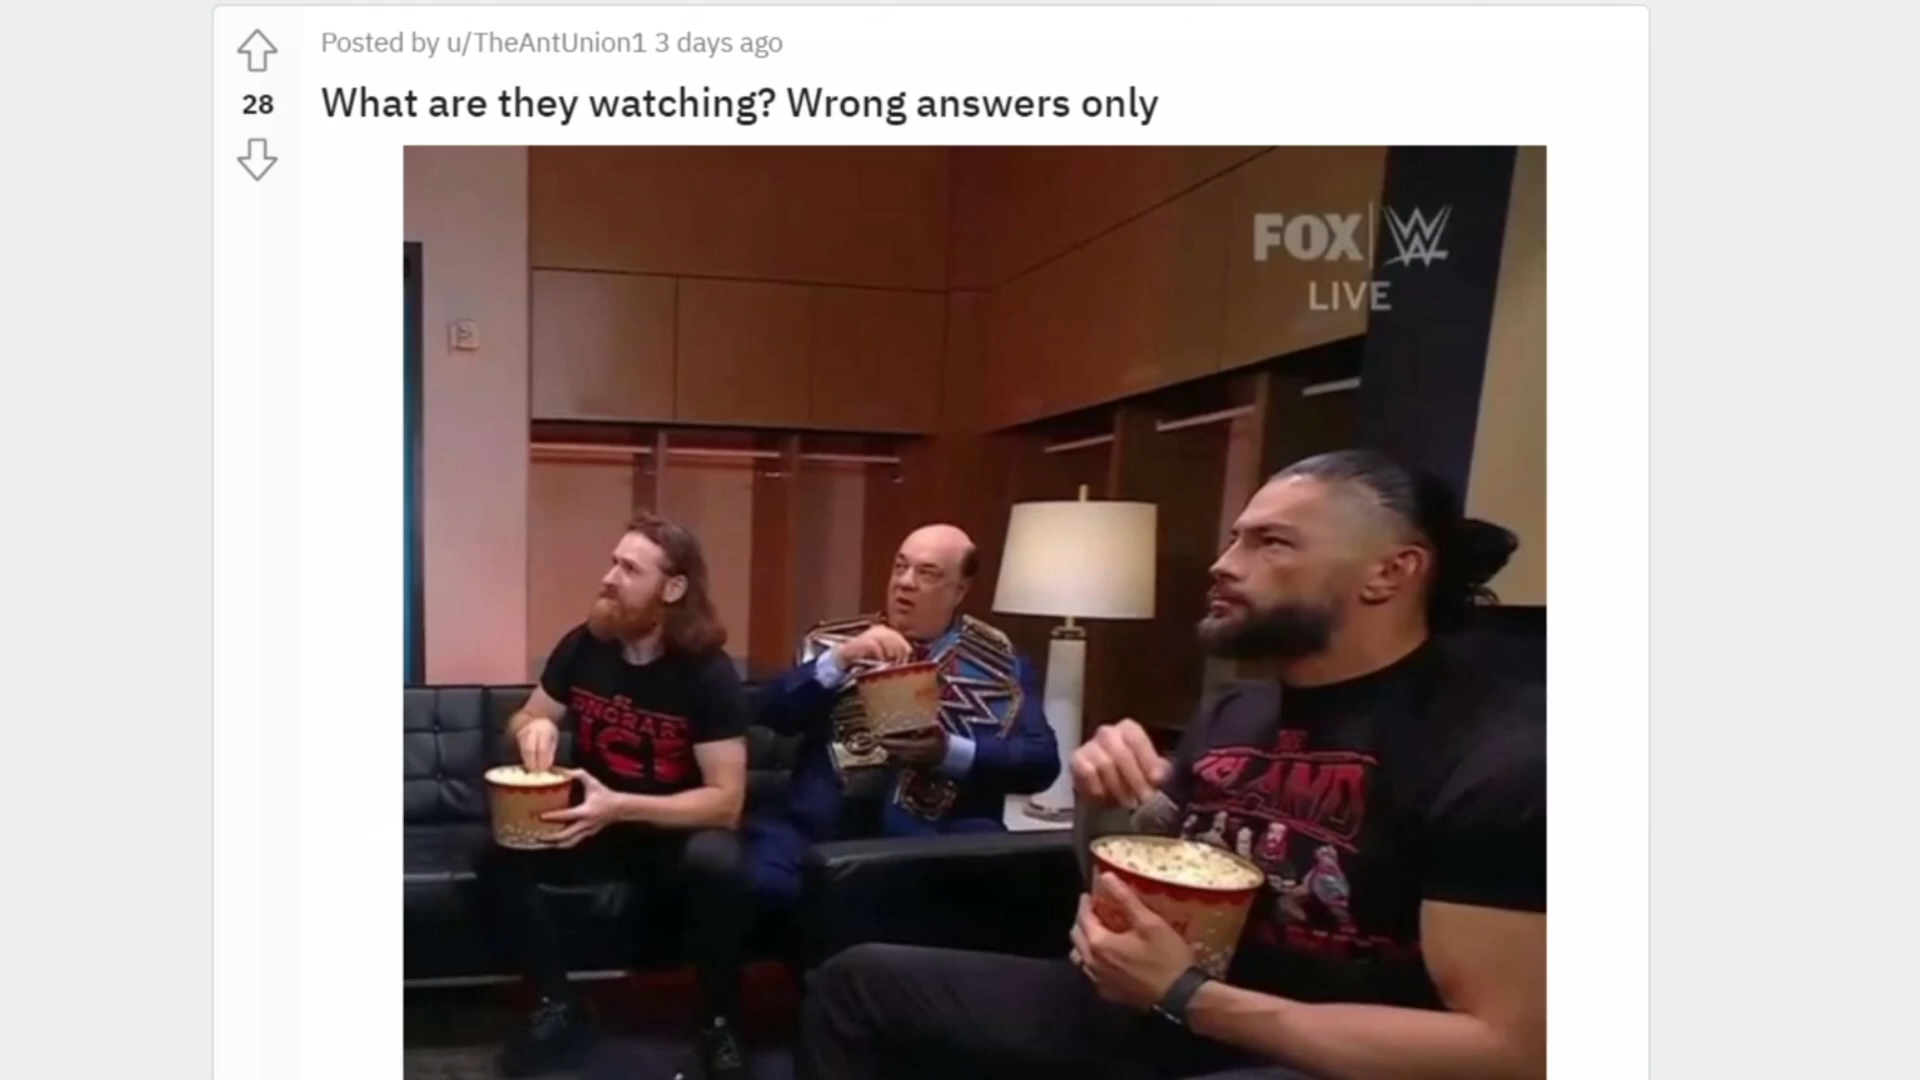 Posted by u/TheAntUnion1 3 days ago
28
What are they watching? Wrong answers only
FOX
LIVE